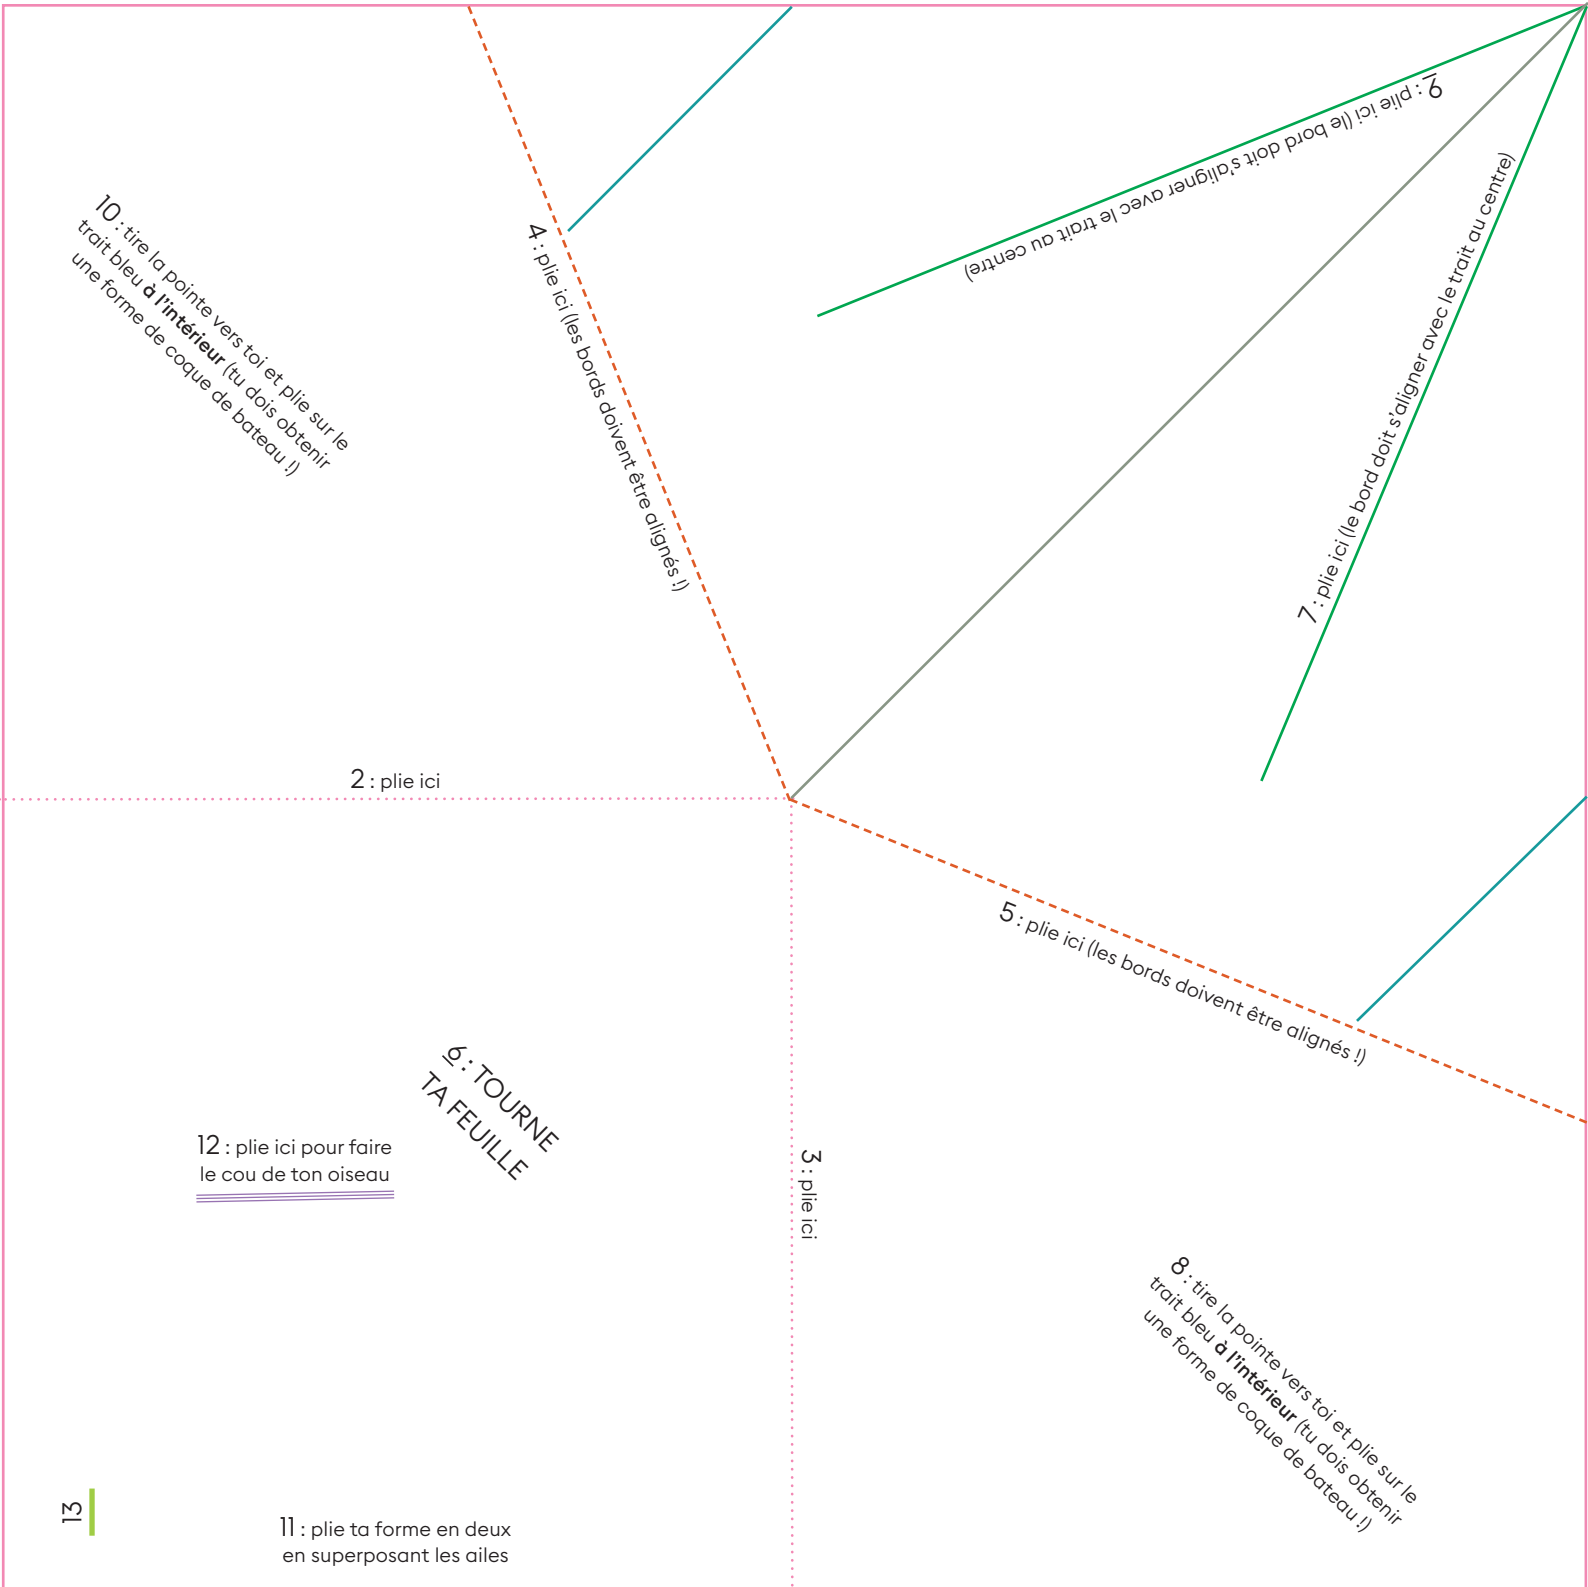 2 : plie ici
3 : plie ici
4 : plie ici (les bords doivent être alignés !)
5 : plie ici (les bords doivent être alignés !)
6 : TOURNE
TA FEUILLE
7 : plie ici (le bord doit s'aligner avec le trait au centre)
8 : tire la pointe vers toi et plie sur le
trait bleu à l'intérieur (tu dois obtenir
une forme de coque de bateau !)
9 : plie ici (le bord doit s'aligner avec le trait au centre)
10 : tire la pointe vers toi et plie sur le
trait bleu à l'intérieur (tu dois obtenir
une forme de coque de bateau !)
11 : plie ta forme en deux
en superposant les ailes
12 : plie ici pour faire
le cou de ton oiseau
13